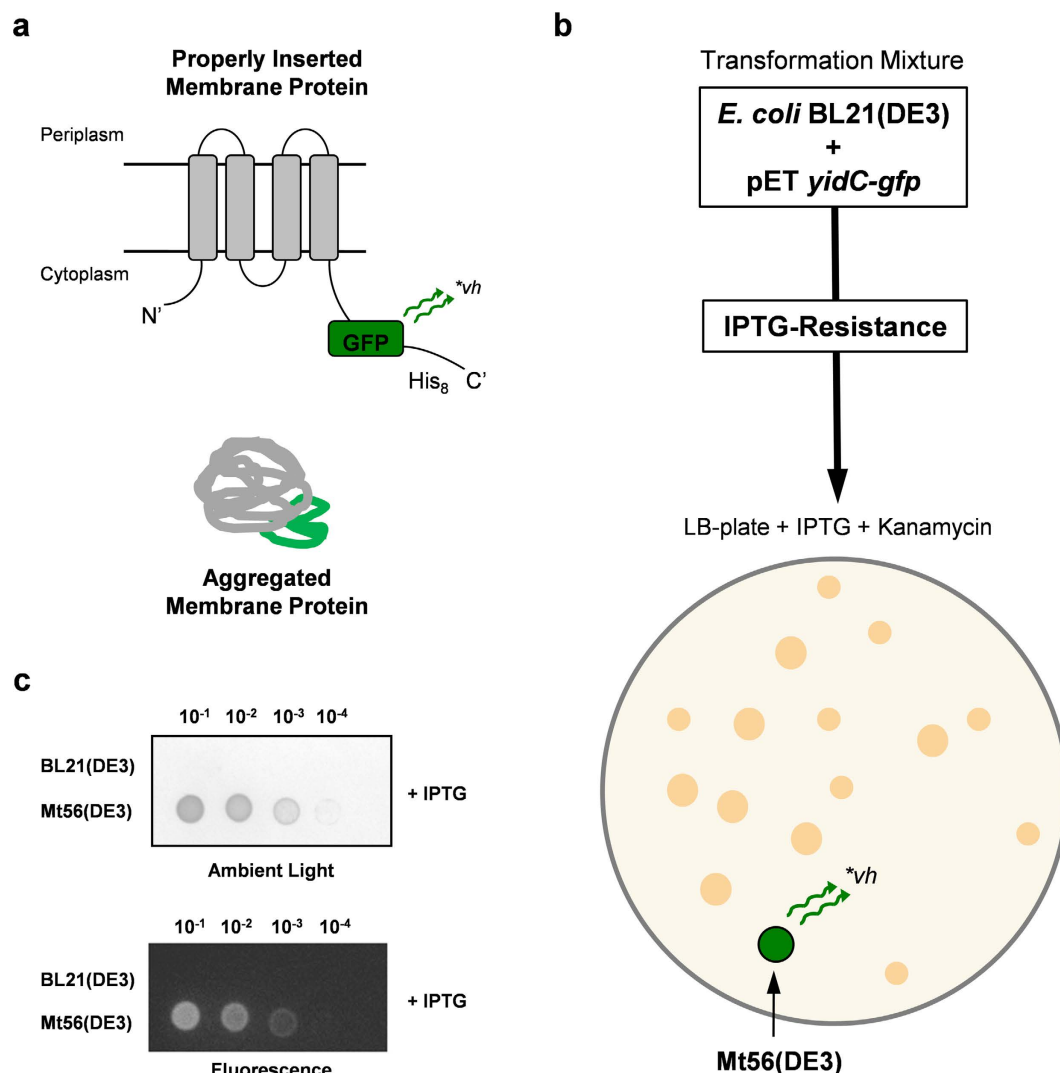 a
Properly Inserted
Membrane Protein
Periplasm
Cytoplasm
N’
*vh
GFP
His₈ C’
Aggregated
Membrane Protein
b
Transformation Mixture
E. coli BL21(DE3)
+
pET yidC-gfp
IPTG-Resistance
LB-plate + IPTG + Kanamycin
*vh
Mt56(DE3)
c
10⁻¹ 10⁻² 10⁻³ 10⁻⁴
BL21(DE3)
Mt56(DE3)
+ IPTG
Ambient Light
10⁻¹ 10⁻² 10⁻³ 10⁻⁴
BL21(DE3)
Mt56(DE3)
+ IPTG
Fluorescence